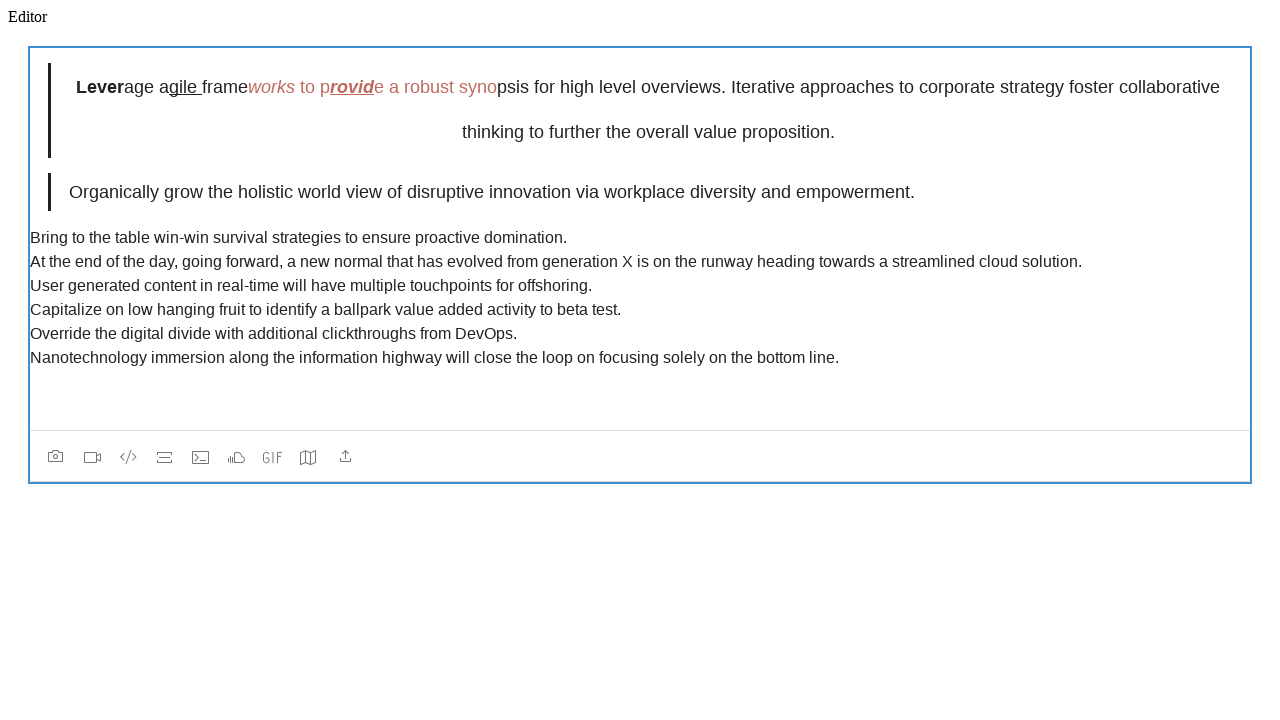 Editor
Leverage agile frameworks to provide a robust synopsis for high level overviews. Iterative approaches to corporate strategy foster collaborative
thinking to further the overall value proposition.
Organically grow the holistic world view of disruptive innovation via workplace diversity and empowerment.
Bring to the table win-win survival strategies to ensure proactive domination.
At the end of the day, going forward, a new normal that has evolved from generation X is on the runway heading towards a streamlined cloud solution.
User generated content in real-time will have multiple touchpoints for offshoring.
Capitalize on low hanging fruit to identify a ballpark value added activity to beta test.
Override the digital divide with additional clickthroughs from DevOps.
Nanotechnology immersion along the information highway will close the loop on focusing solely on the bottom line.
GIF